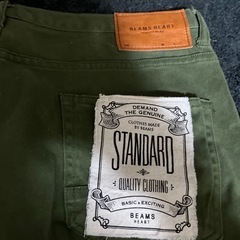 BEAMS HEART
DEMAND
THE GENUINE
CLOTHES MADE
BY BEAMS
STANDARD
QUALITY CLOTHING
BASIC & EXCITING
BEAMS
HEART